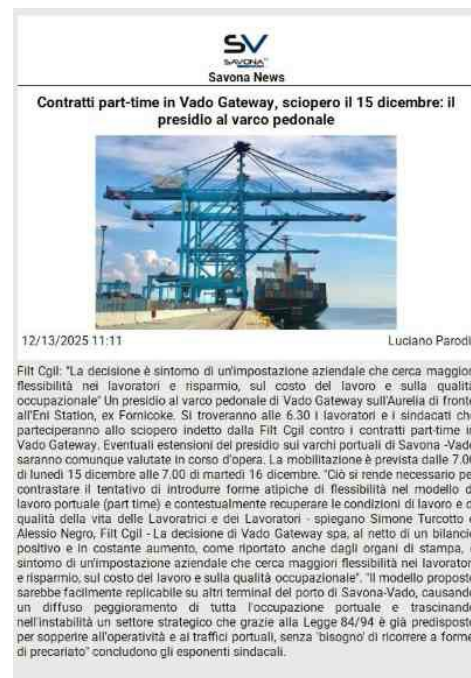 SV
SAVONA
Savona News
Contratti part-time in Vado Gateway, sciopero il 15 dicembre: il
presidio al varco pedonale
12/13/2025 11:11 Luciano Parodi
Filt Cgil: "La decisione è sintomo di un'impostazione aziendale che cerca maggior
flessibilità nei lavoratori e risparmio, sul costo del lavoro e sulla qualità
occupazionale" Un presidio al varco pedonale di Vado Gateway sull'Aurelia di fronte
all'Eni Station, ex Fornicoke. Si troveranno alle 6.30 i lavoratori e i sindacati che
parteciperanno allo sciopero indetto dalla Filt Cgil contro i contratti part-time in
Vado Gateway. Eventuali estensioni del presidio sui varchi portuali di Savona -Vado
saranno comunque valutate in corso d'opera. La mobilitazione è prevista dalle 7.00
di lunedì 15 dicembre alle 7.00 di martedì 16 dicembre. "Ciò si rende necessario pe
contrastare il tentativo di introdurre forme atipiche di flessibilità nel modello d
lavoro portuale (part time) e contestualmente recuperare le condizioni di lavoro e d
qualità della vita delle Lavoratrici e dei Lavoratori - spiegano Simone Turcotto e
Alessio Negro, Filt Cgil - La decisione di Vado Gateway spa, al netto di un bilancio
positivo e in costante aumento, come riportato anche dagli organi di stampa,
sintomo di un'impostazione aziendale che cerca maggiori flessibilità nei lavorator
e risparmio, sul costo del lavoro e sulla qualità occupazionale". "Il modello proposto
sarebbe facilmente replicabile su altri terminal del porto di Savona-Vado, causando
un diffuso peggioramento di tutta l'occupazione portuale e trascinando
nell'instabilità un settore strategico che grazie alla Legge 84/94 è già predisposto
per sopperire all'operatività e ai traffici portuali, senza 'bisogno' di ricorrere a forme
di precariato" concludono gli esponenti sindacali.